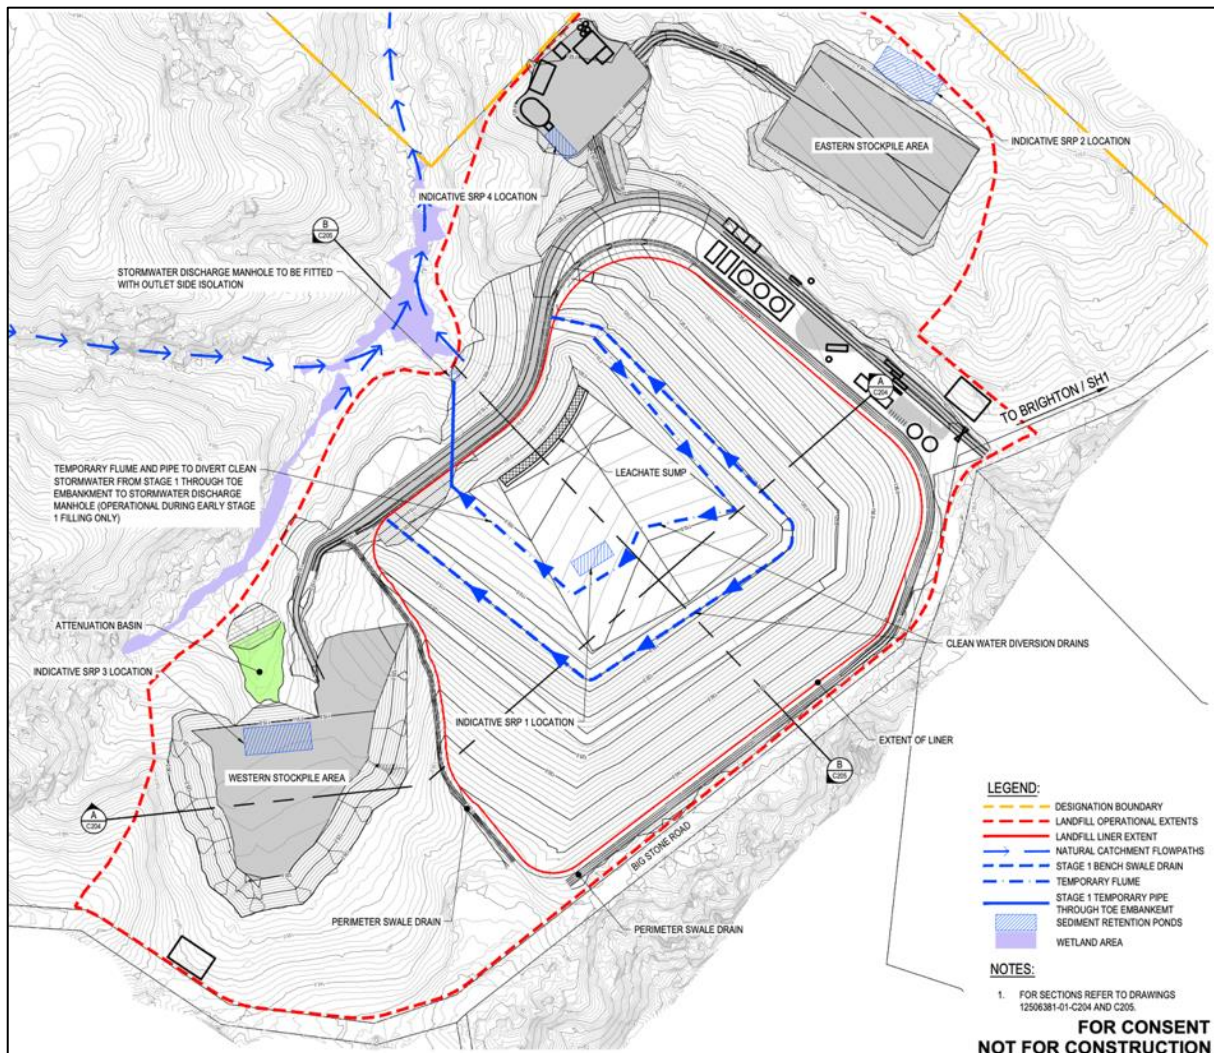 EASTERN STOCKPILE AREA
INDICATIVE SRP 2 LOCATION
INDICATIVE SRP 4 LOCATION
B
C205
STORMWATER DISCHARGE MANHOLE TO BE FITTED
WITH OUTLET SIDE ISOLATION
A
C204
TO BRIGHTON / SH1
LEACHATE SUMP
TEMPORARY FLUME AND PIPE TO DIVERT CLEAN
STORMWATER FROM STAGE 1 THROUGH TOE
EMBANKMENT TO STORMWATER DISCHARGE
MANHOLE (OPERATIONAL DURING EARLY STAGE
1 FILLING ONLY)
ATTENUATION BASIN
CLEAN WATER DIVERSION DRAINS
INDICATIVE SRP 3 LOCATION
INDICATIVE SRP 1 LOCATION
EXTENT OF LINER
WESTERN STOCKPILE AREA
B
C205
A
C204
BIG STONE ROAD
PERIMETER SWALE DRAIN
PERIMETER SWALE DRAIN
LEGEND:
DESIGNATION BOUNDARY
LANDFILL OPERATIONAL EXTENTS
LANDFILL LINER EXTENT
NATURAL CATCHMENT FLOWPATHS
STAGE 1 BENCH SWALE DRAIN
TEMPORARY FLUME
STAGE 1 TEMPORARY PIPE
THROUGH TOE EMBANKEMT
SEDIMENT RETENTION PONDS
WETLAND AREA
NOTES:
1. FOR SECTIONS REFER TO DRAWINGS
12506381-01-C204 AND C205.
FOR CONSENT
NOT FOR CONSTRUCTION